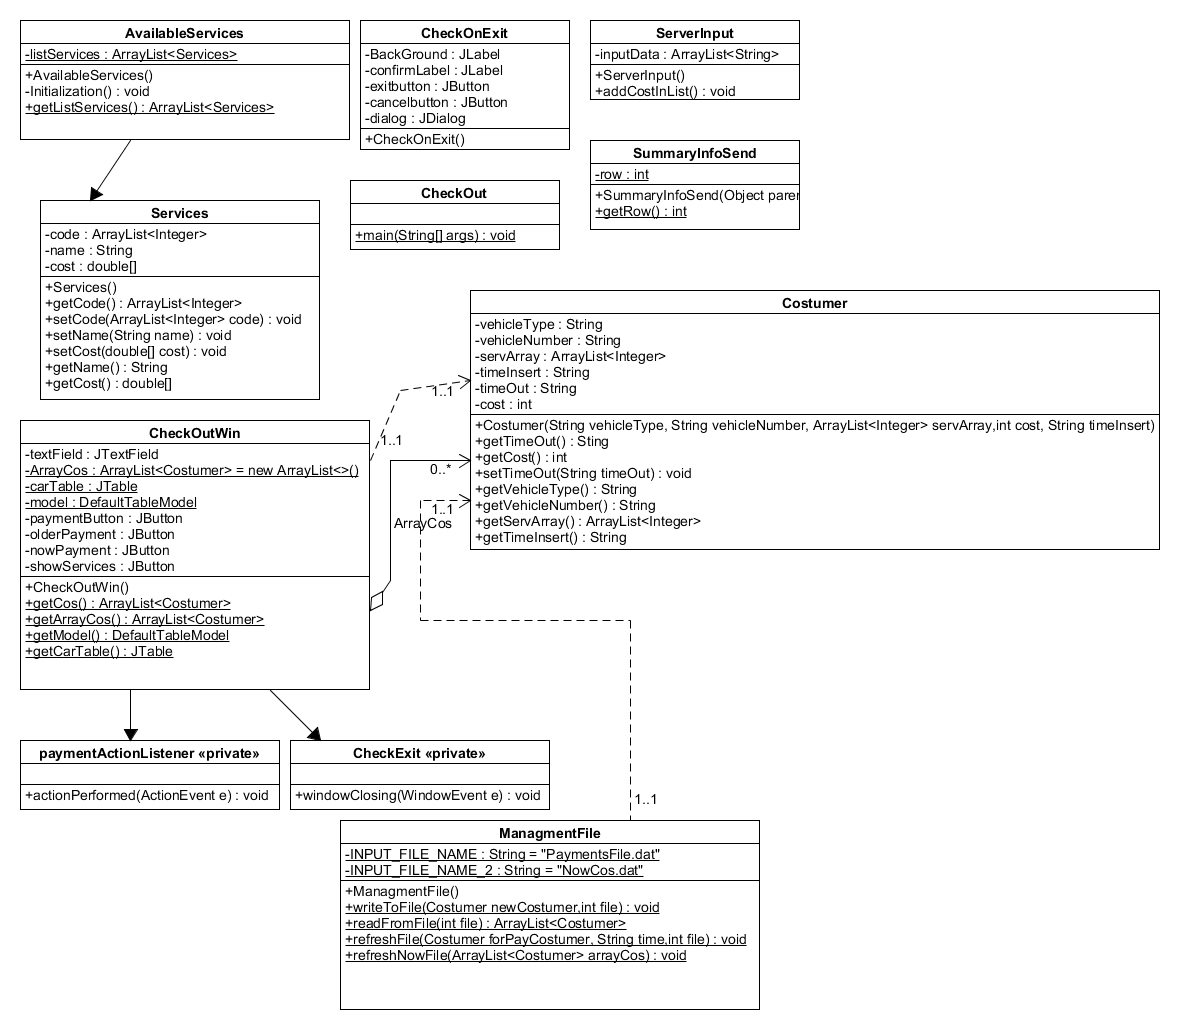 AvailableServices
-listServices : ArrayList<Services>
+AvailableServices()
-Initialization() : void
+getListServices() : ArrayList<Services>
CheckOnExit
-BackGround : JLabel
-confirmLabel : JLabel
-exitbutton : JButton
-cancelbutton : JButton
-dialog : JDialog
+CheckOnExit()
ServerInput
-inputData : ArrayList<String>
+ServerInput()
+addCostInList() : void
SummaryInfoSend
-row : int
+SummaryInfoSend(Object paren
+getRow() : int
CheckOut
+main(String[] args) : void
Services
-code : ArrayList<Integer>
-name : String
-cost : double[]
+Services()
+getCode() : ArrayList<Integer>
+setCode(ArrayList<Integer> code) : void
+setName(String name) : void
+setCost(double[] cost) : void
+getName() : String
+getCost() : double[]
Costumer
-vehicleType : String
-vehicleNumber : String
-servArray : ArrayList<Integer>
-timeInsert : String
-timeOut : String
-cost : int
+Costumer(String vehicleType, String vehicleNumber, ArrayList<Integer> servArray,int cost, String timeInsert)
+getTimeOut() : Sting
+getCost() : int
+setTimeOut(String timeOut) : void
+getVehicleType() : String
+getVehicleNumber() : String
+getServArray() : ArrayList<Integer>
+getTimeInsert() : String
1..1
1..1
0..*
1..1
ArrayCos
CheckOutWin
-textField : JTextField
-ArrayCos : ArrayList<Costumer> = new ArrayList<>()
-carTable : JTable
-model : DefaultTableModel
-paymentButton : JButton
-olderPayment : JButton
-nowPayment : JButton
-showServices : JButton
+CheckOutWin()
+getCos() : ArrayList<Costumer>
+getArrayCos() : ArrayList<Costumer>
+getModel() : DefaultTableModel
+getCarTable() : JTable
paymentActionListener «private»
+actionPerformed(ActionEvent e) : void
CheckExit «private»
+windowClosing(WindowEvent e) : void
1..1
ManagmentFile
-INPUT_FILE_NAME : String = "PaymentsFile.dat"
-INPUT_FILE_NAME_2 : String = "NowCos.dat"
+ManagmentFile()
+writeToFile(Costumer newCostumer,int file) : void
+readFromFile(int file) : ArrayList<Costumer>
+refreshFile(Costumer forPayCostumer, String time,int file) : void
+refreshNowFile(ArrayList<Costumer> arrayCos) : void